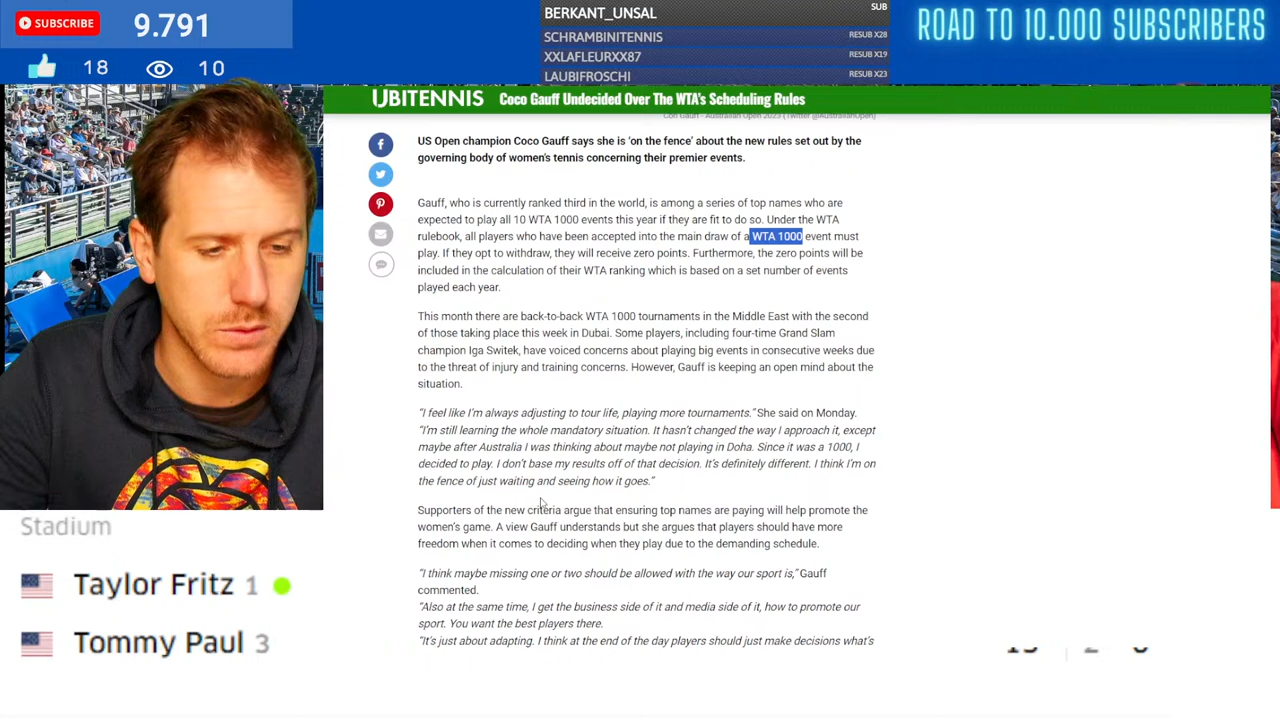 SUBSCRIBE
9.791
18
10
BERKANT_UNSAL SUB
SCHRAMBINITENNIS RESUB X28
XXLAFLEURXX87 RESUB X19
LAUBIFROSCHI RESUB X23
ROAD TO 10.000 SUBSCRIBERS
UBITENNIS Coco Gauff Undecided Over The WTA's Scheduling Rules
Cori Gauff - Australian Open 2023 (Twitter @AustralianOpen)
US Open champion Coco Gauff says she is ‘on the fence’ about the new rules set out by the
governing body of women’s tennis concerning their premier events.
Gauff, who is currently ranked third in the world, is among a series of top names who are
expected to play all 10 WTA 1000 events this year if they are fit to do so. Under the WTA
rulebook, all players who have been accepted into the main draw of a WTA 1000 event must
play. If they opt to withdraw, they will receive zero points. Furthermore, the zero points will be
included in the calculation of their WTA ranking which is based on a set number of events
played each year.
This month there are back-to-back WTA 1000 tournaments in the Middle East with the second
of those taking place this week in Dubai. Some players, including four-time Grand Slam
champion Iga Switek, have voiced concerns about playing big events in consecutive weeks due
to the threat of injury and training concerns. However, Gauff is keeping an open mind about the
situation.
“I feel like I’m always adjusting to tour life, playing more tournaments.” She said on Monday.
“I’m still learning the whole mandatory situation. It hasn’t changed the way I approach it, except
maybe after Australia I was thinking about maybe not playing in Doha. Since it was a 1000, I
decided to play. I don’t base my results off of that decision. It’s definitely different. I think I’m on
the fence of just waiting and seeing how it goes.”
Supporters of the new criteria argue that ensuring top names are paying will help promote the
women’s game. A view Gauff understands but she argues that players should have more
freedom when it comes to deciding when they play due to the demanding schedule.
“I think maybe missing one or two should be allowed with the way our sport is,” Gauff
commented.
“Also at the same time, I get the business side of it and media side of it, how to promote our
sport. You want the best players there.
“It’s just about adapting. I think at the end of the day players should just make decisions what’s
Stadium
Taylor Fritz 1
Tommy Paul 3